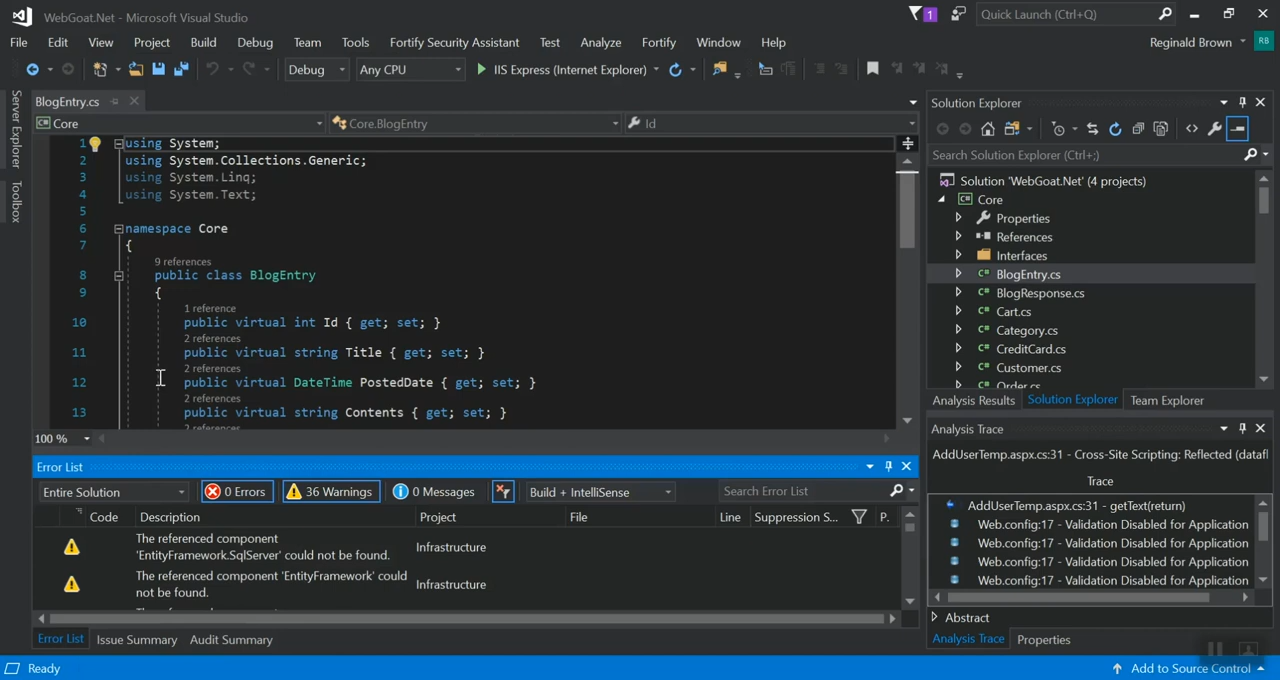 WebGoat.Net - Microsoft Visual Studio
1
Quick Launch (Ctrl+Q)
File Edit View Project Build Debug Team Tools Fortify Security Assistant Test Analyze Fortify Window Help
Reginald Brown RB
Debug Any CPU IIS Express (Internet Explorer)
Server Explorer
Toolbox
BlogEntry.cs
Core Core.BlogEntry Id
1 using System;
2 using System.Collections.Generic;
3 using System.Linq;
4 using System.Text;
5
6 namespace Core
7 {
9 references
8 public class BlogEntry
9 {
1 reference
10 public virtual int Id { get; set; }
2 references
11 public virtual string Title { get; set; }
2 references
12 public virtual DateTime PostedDate { get; set; }
2 references
13 public virtual string Contents { get; set; }
2 references
100 %
Error List
Entire Solution 0 Errors 36 Warnings 0 Messages Build + IntelliSense Search Error List
Code Description Project File Line Suppression S... P.
The referenced component
'EntityFramework.SqlServer' could not be found.
Infrastructure
The referenced component 'EntityFramework' could
not be found.
Infrastructure
Error List Issue Summary Audit Summary
Solution Explorer
Search Solution Explorer (Ctrl+;)
Solution 'WebGoat.Net' (4 projects)
C# Core
Properties
References
Interfaces
C# BlogEntry.cs
C# BlogResponse.cs
C# Cart.cs
C# Category.cs
C# CreditCard.cs
C# Customer.cs
C# Order.cs
Analysis Results Solution Explorer Team Explorer
Analysis Trace
AddUserTemp.aspx.cs:31 - Cross-Site Scripting: Reflected (datafl
Trace
AddUserTemp.aspx.cs:31 - getText(return)
Web.config:17 - Validation Disabled for Application
Web.config:17 - Validation Disabled for Application
Web.config:17 - Validation Disabled for Application
Web.config:17 - Validation Disabled for Application
Abstract
Analysis Trace Properties
Ready
Add to Source Control